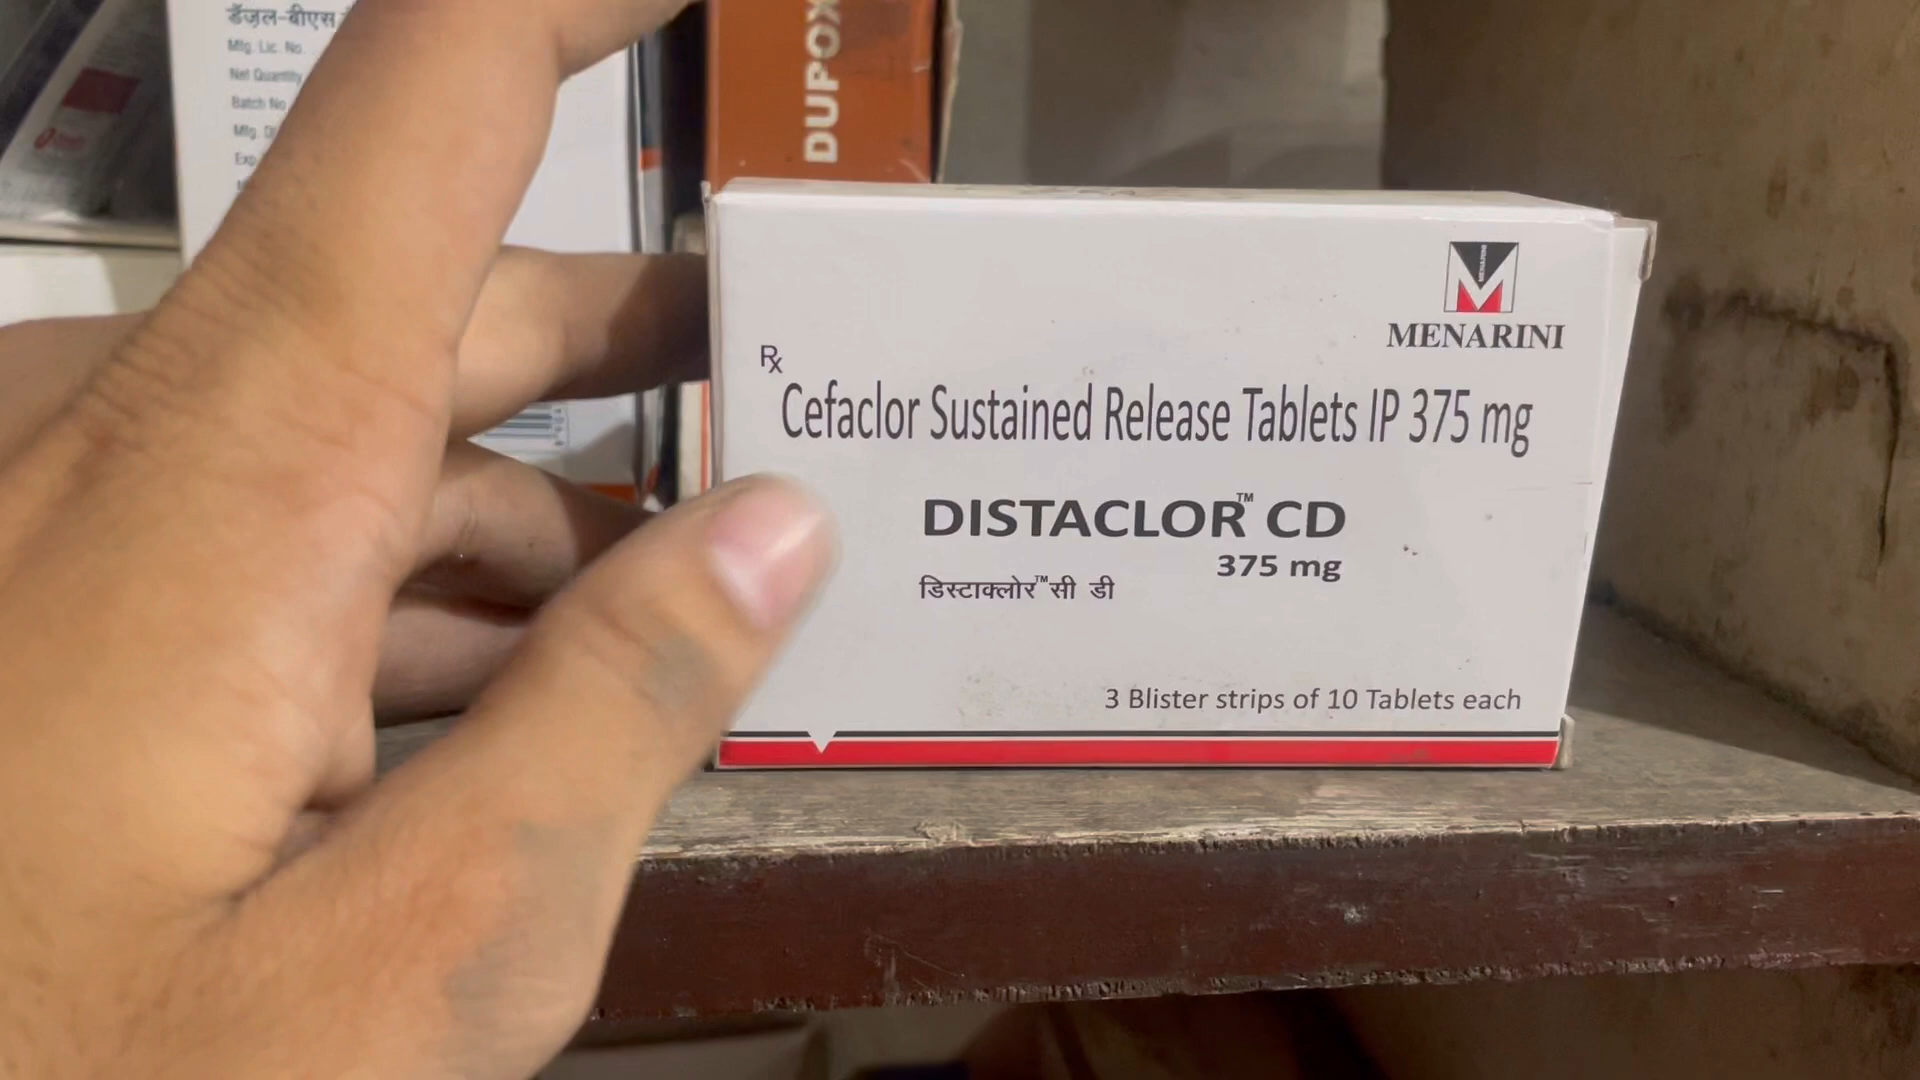 डॅज़ल-बीएस
Mfg. Lic. No.
Net Quantity
Batch No
Mfg. D
Exp
DUPOX
MENARINI
Rx
Cefaclor Sustained Release Tablets IP 375 mg
DISTACLOR™ CD
375 mg
डिस्टाक्लोर™ सी डी
3 Blister strips of 10 Tablets each